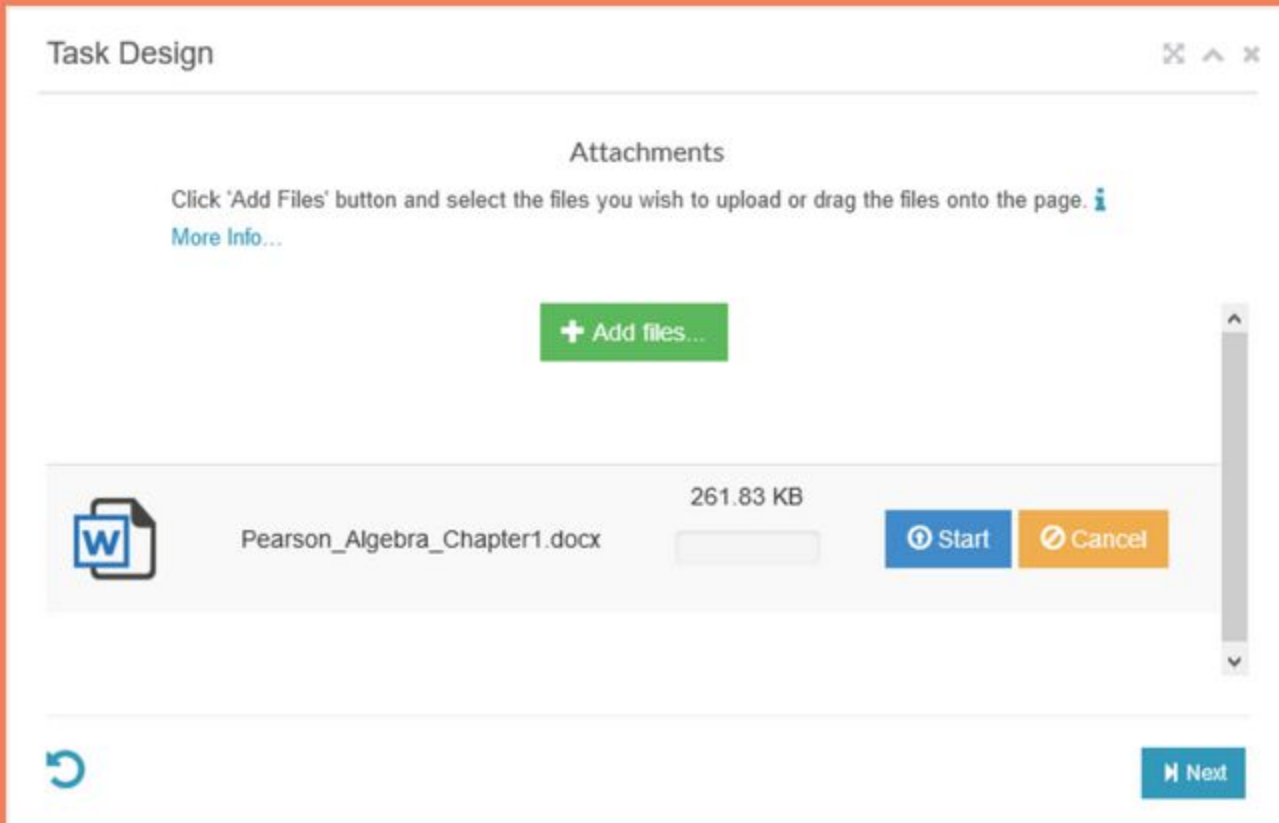 Task Design
Attachments
Click 'Add Files' button and select the files you wish to upload or drag the files onto the page. i
More Info...
Add files...
261.83 KB
W
Pearson_Algebra_Chapter1.docx
Start
Cancel
Next